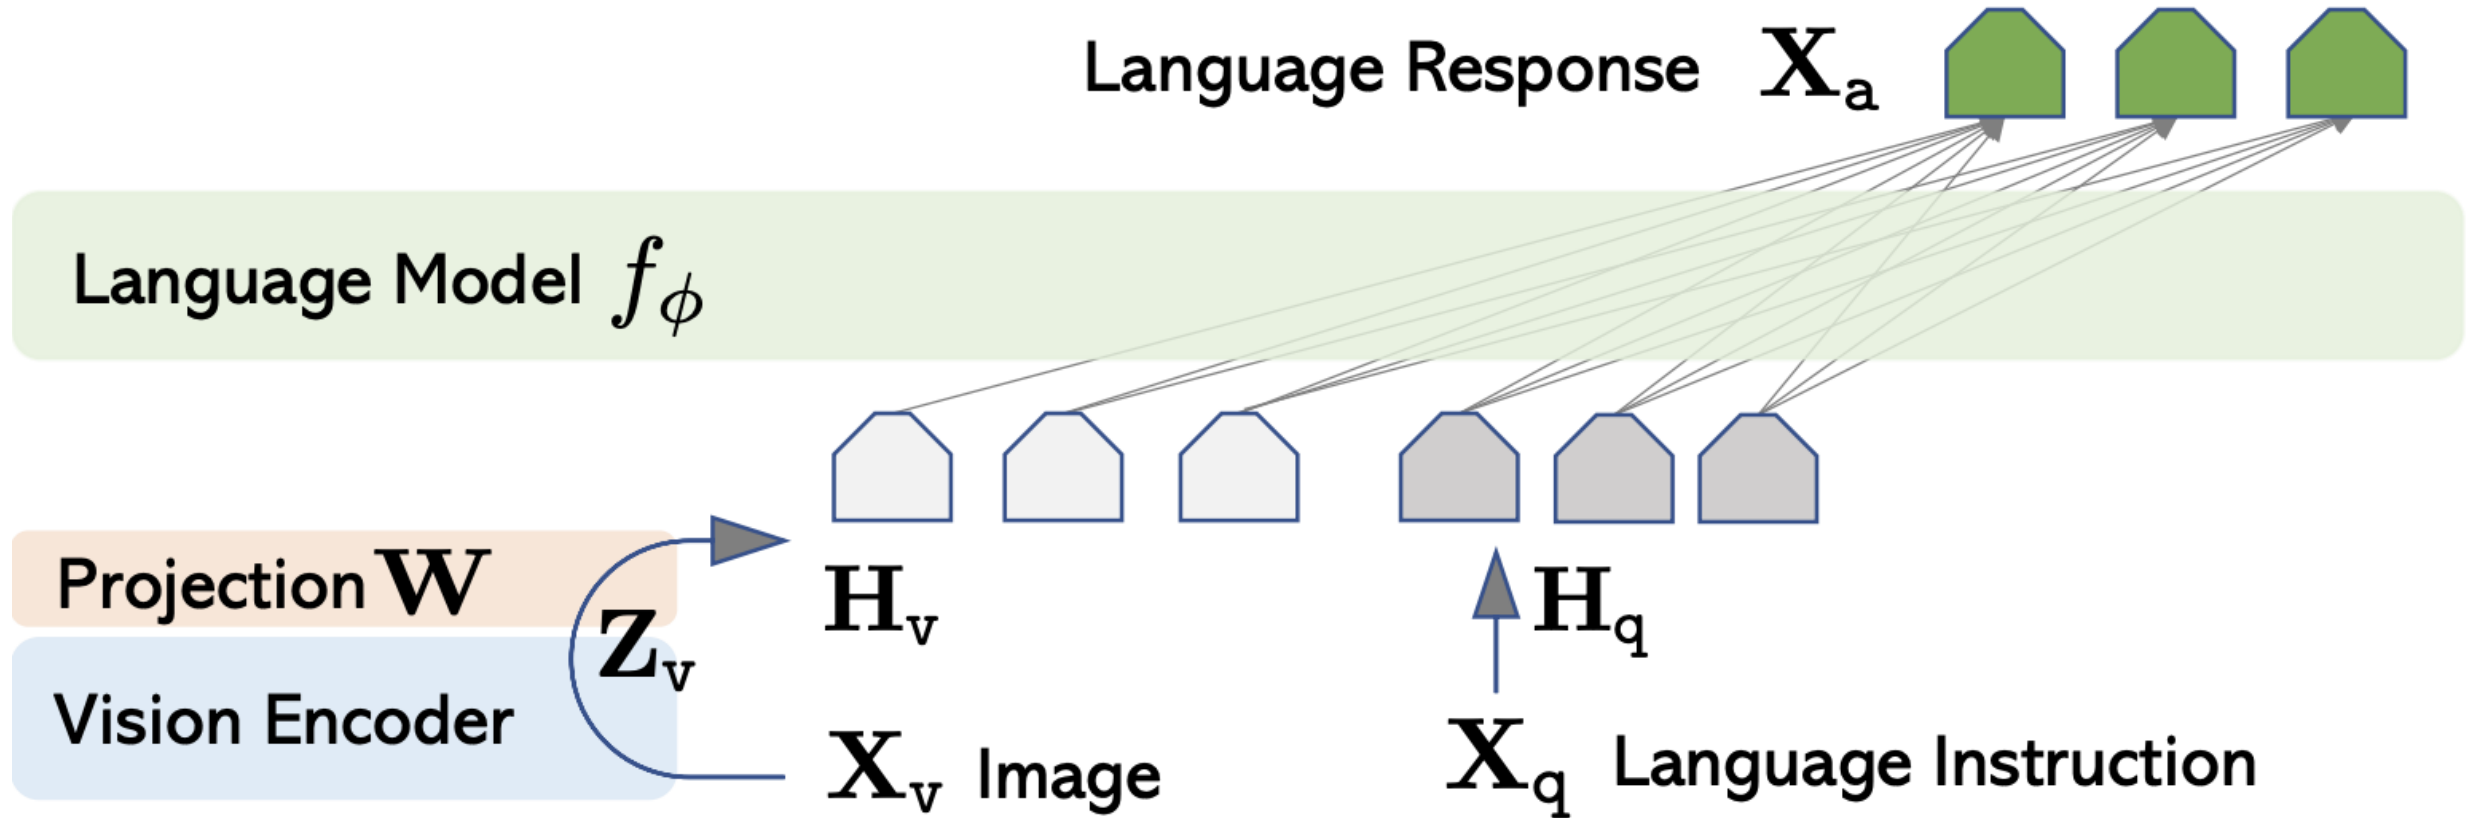 Language Response X_a
Language Model f_ϕ
Projection W
Z_v
H_v
H_q
Vision Encoder
X_v Image
X_q Language Instruction